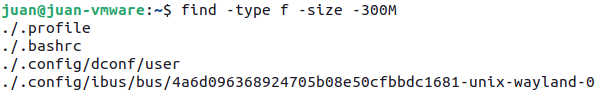 juan@juan-vmware:~$ find -type f -size -300M
./.profile
./.bashrc
./.config/dconf/user
./.config/ibus/bus/4a6d096368924705b08e50cfbbdc1681-unix-wayland-0